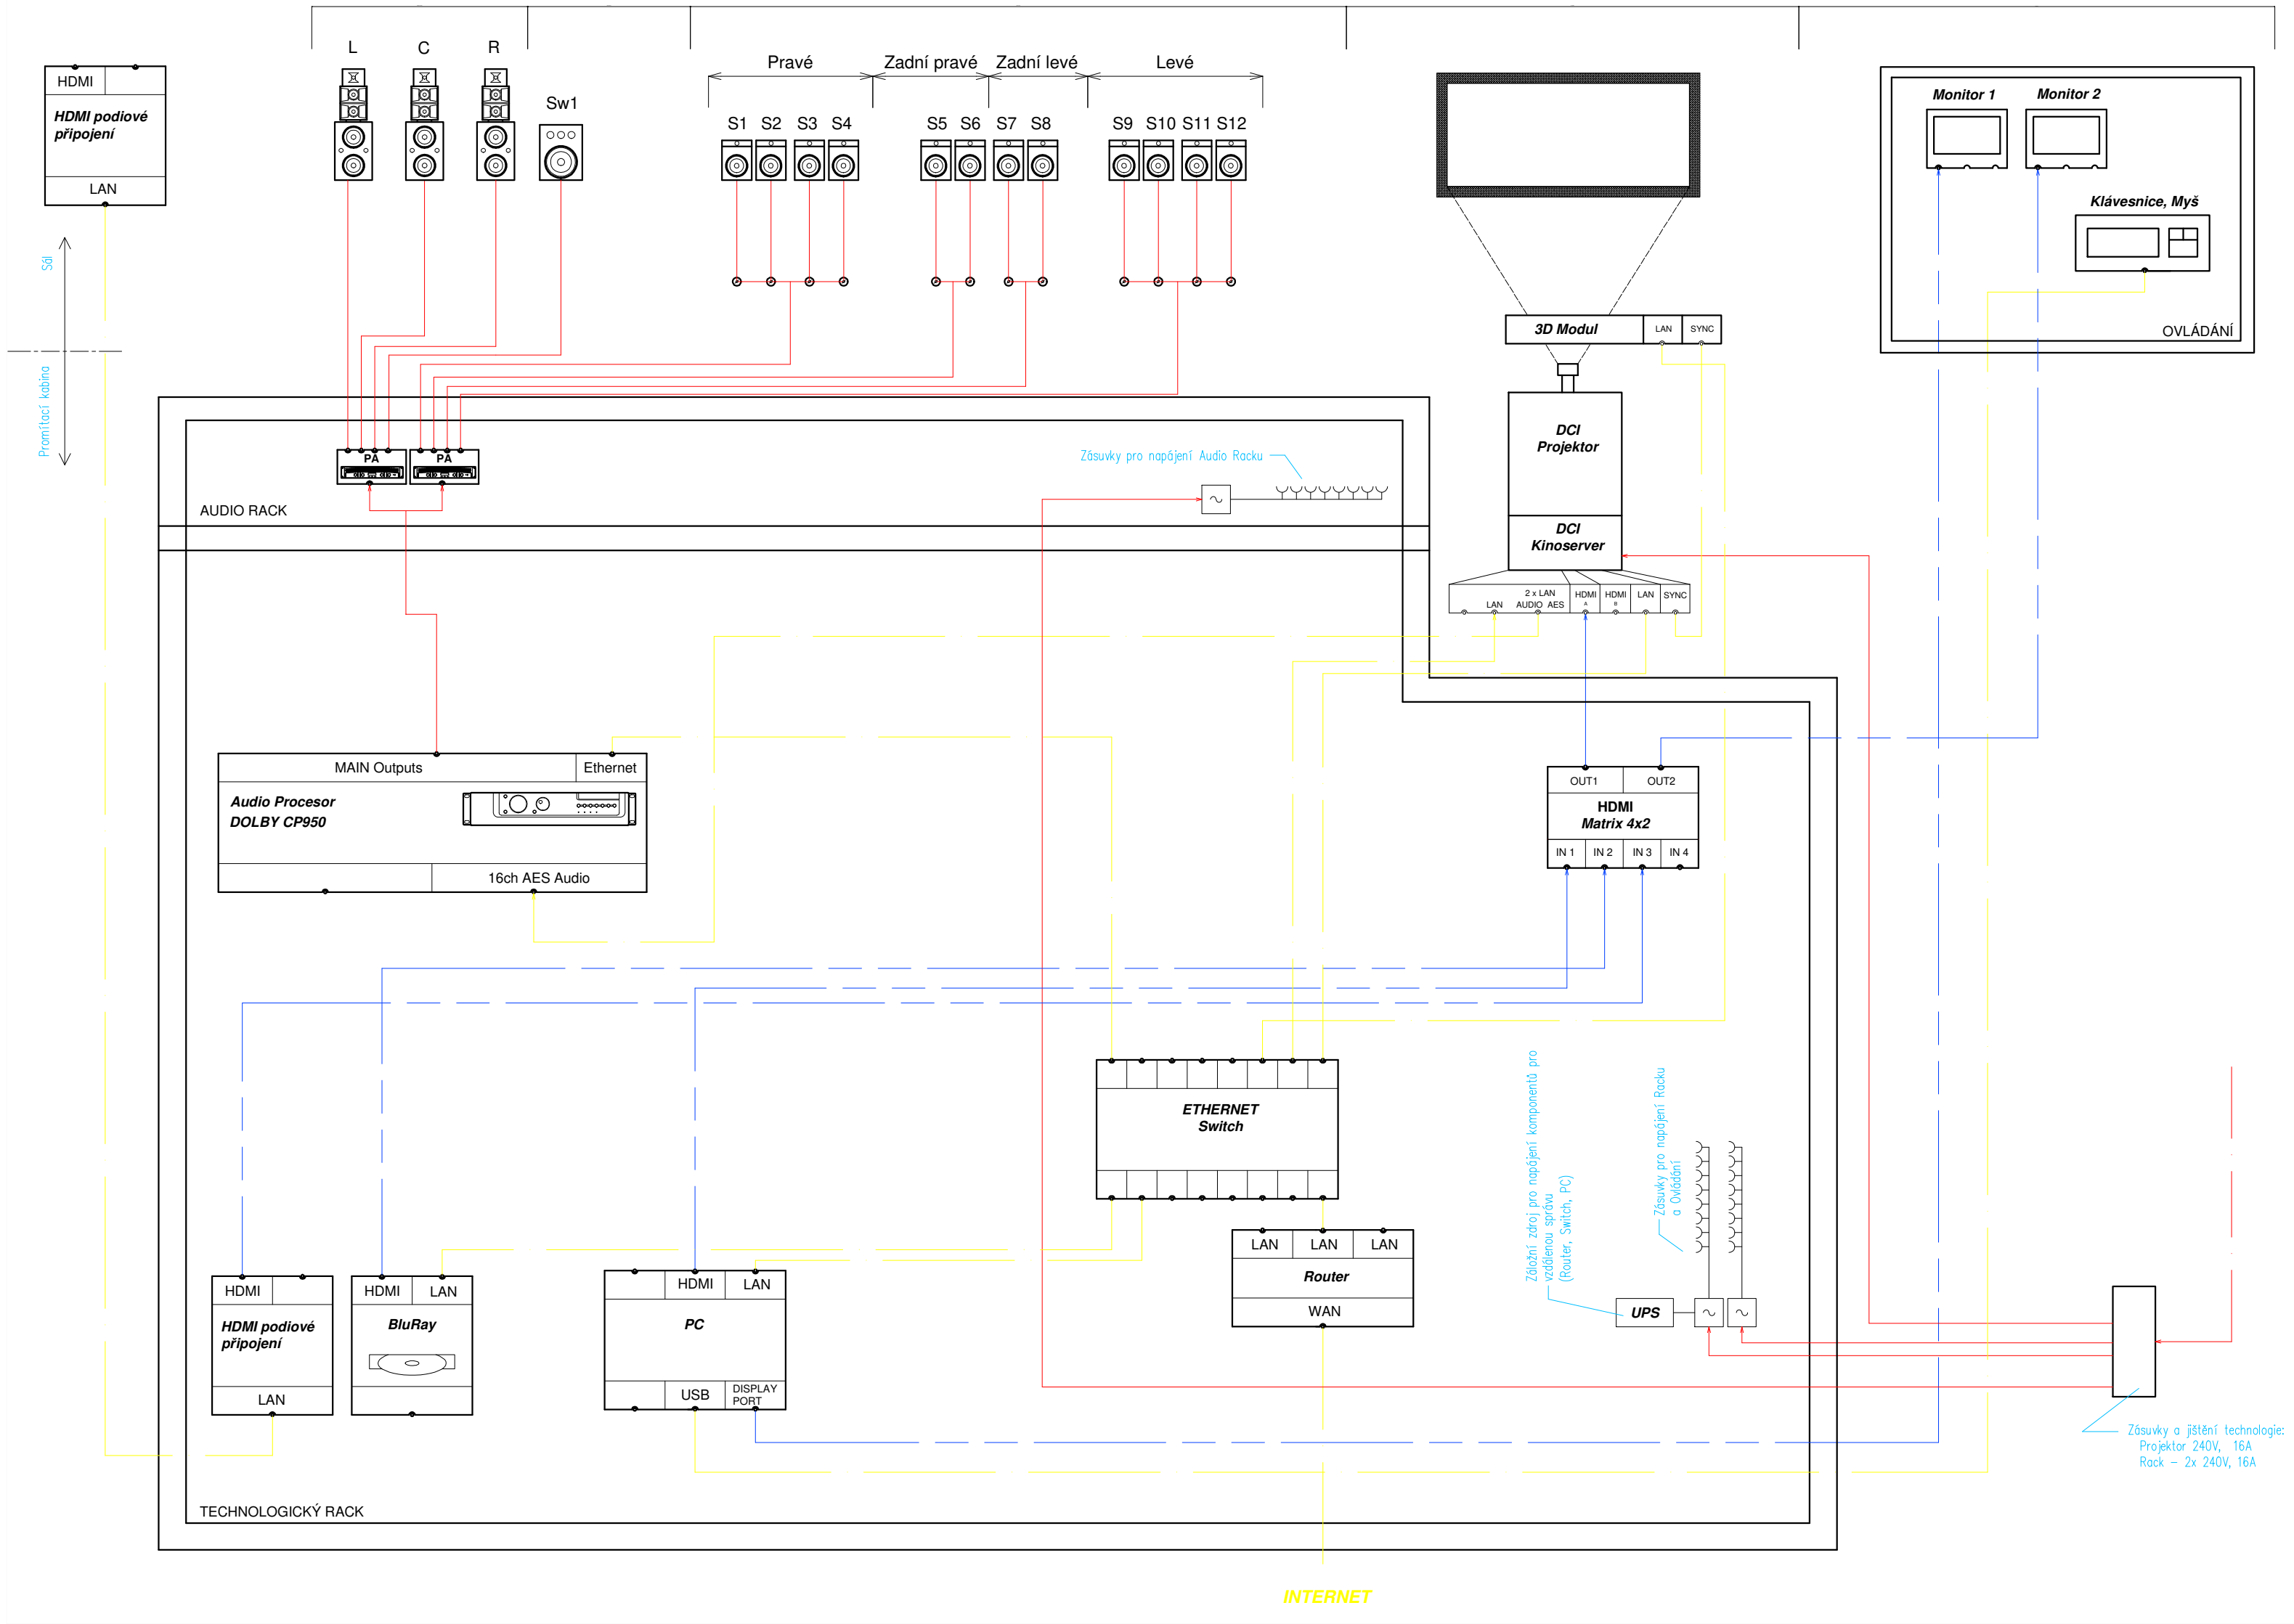 L
C
R
Sw1
Pravé
Zadní pravé
Zadní levé
Levé
S1
S2
S3
S4
S5
S6
S7
S8
S9
S10
S11
S12
HDMI
HDMI podiové
připojení
LAN
Sál
Promítací kabina
Monitor 1
Monitor 2
Klávesnice, Myš
OVLÁDÁNÍ
3D Modul
LAN
SYNC
DCI
Projektor
DCI
Kinoserver
LAN
2 x LAN
AUDIO AES
HDMI
A
HDMI
B
LAN
SYNC
PA
PA
AUDIO RACK
Zásuvky pro napájení Audio Racku
MAIN Outputs
Ethernet
Audio Procesor
DOLBY CP950
16ch AES Audio
OUT1
OUT2
HDMI
Matrix 4x2
IN 1
IN 2
IN 3
IN 4
ETHERNET
Switch
LAN
LAN
LAN
Router
WAN
Záložní zdroj pro napájení komponentů pro
vzdálenou správu
(Router, Switch, PC)
Zásuvky pro napájení Racku
a Ovládání
UPS
HDMI
HDMI podiové
připojení
LAN
HDMI
LAN
BluRay
HDMI
LAN
PC
USB
DISPLAY
PORT
Zásuvky a jištění technologie:
Projektor 240V, 16A
Rack – 2x 240V, 16A
TECHNOLOGICKÝ RACK
INTERNET